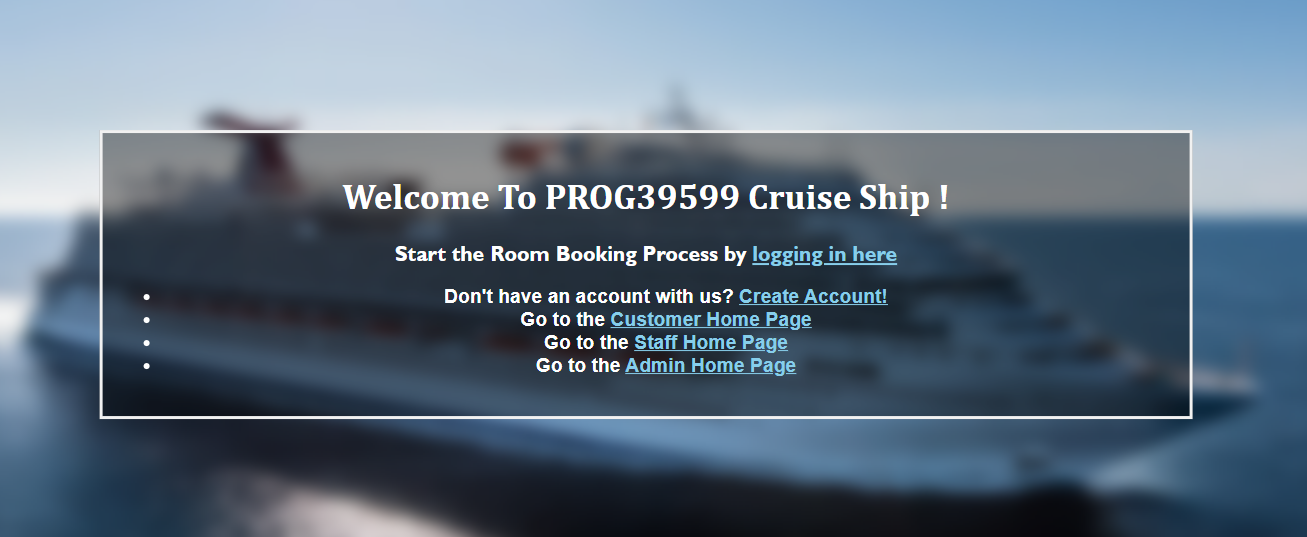 Welcome To PROG39599 Cruise Ship !
Start the Room Booking Process by logging in here
• Don't have an account with us? Create Account!
• Go to the Customer Home Page
• Go to the Staff Home Page
• Go to the Admin Home Page